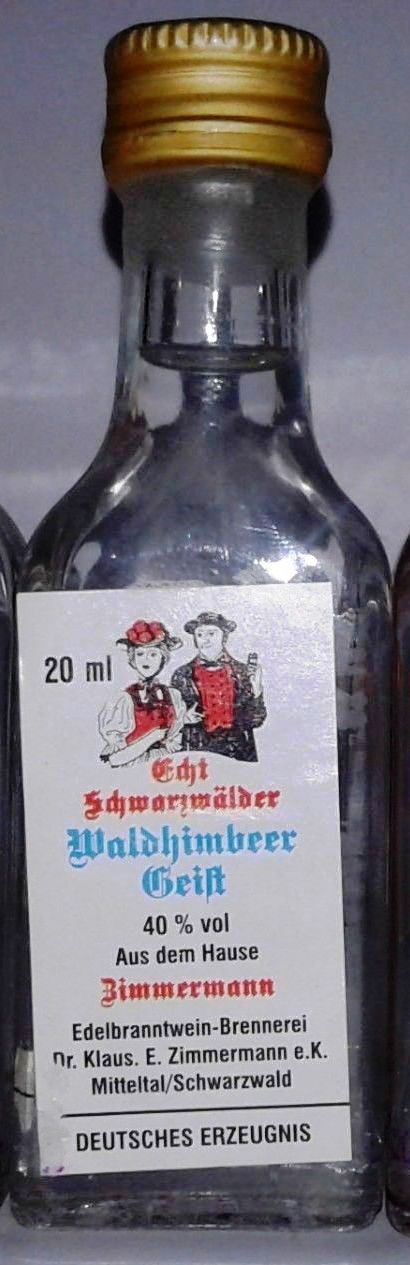 20 ml
Echt
Schwarzwälder
Waldhimbeer
Geist
40 % vol
Aus dem Hause
Zimmermann
Edelbranntwein-Brennerei
Dr. Klaus. E. Zimmermann e.K.
Mitteltal/Schwarzwald
DEUTSCHES ERZEUGNIS